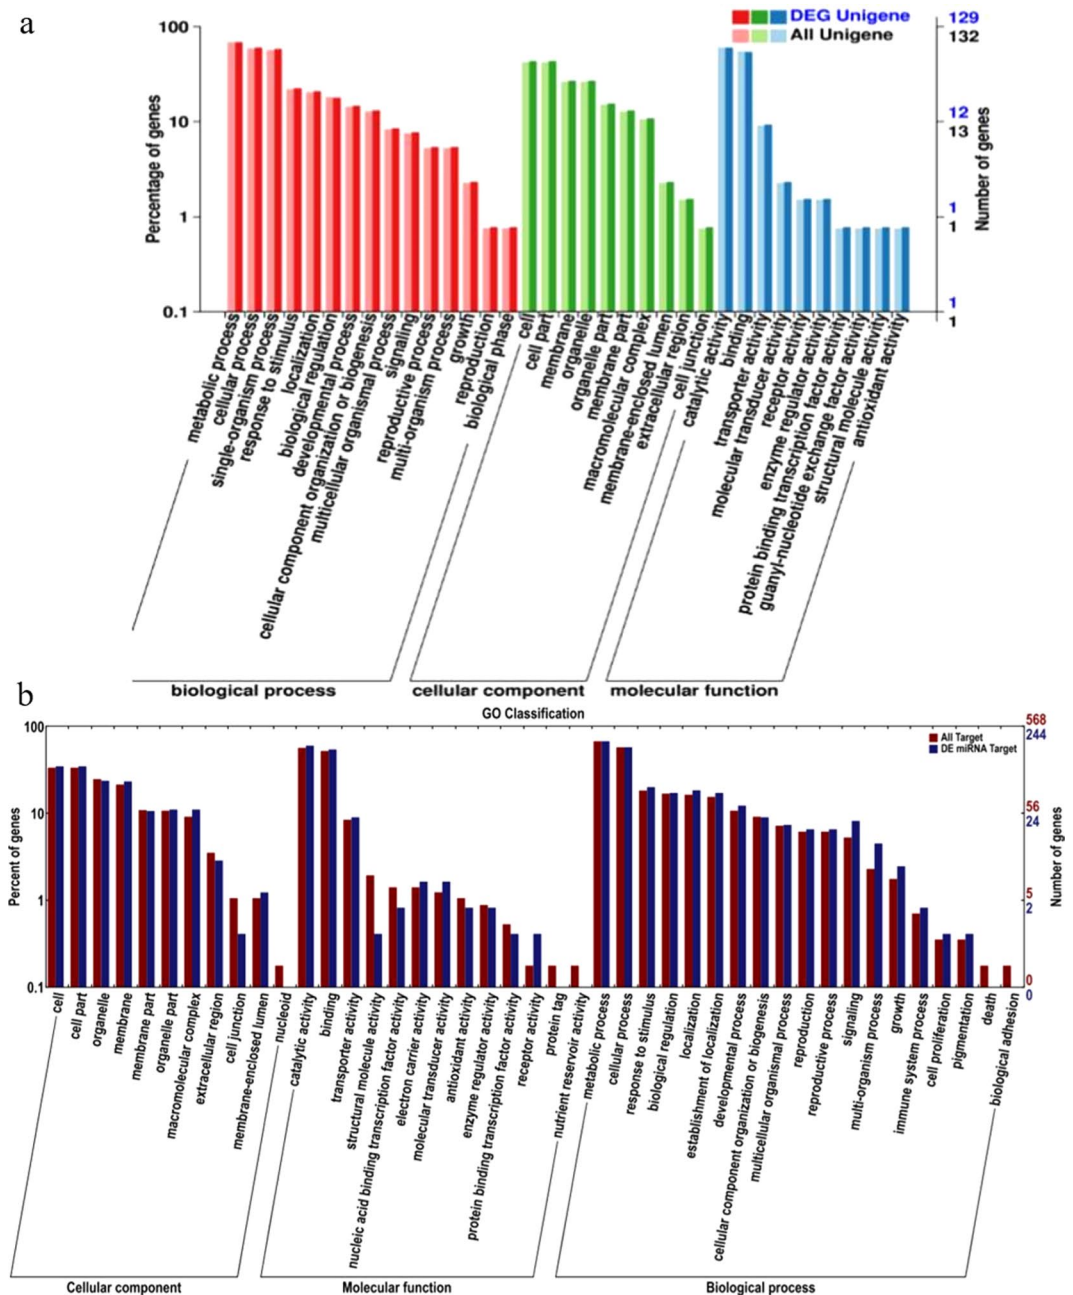 a
DEG Unigene
All Unigene
129
132
100
10
1
0.1
Percentage of genes
12
13
1
1
1
1
Number of genes
metabolic process
cellular process
single-organism process
response to stimulus
localization
biological regulation
developmental process
cellular component organization or biogenesis
multicellular organismal process
signaling
reproductive process
multi-organism process
growth
reproduction
biological phase
cell
cell part
membrane
organelle
organelle part
membrane part
macromolecular complex
membrane-enclosed lumen
extracellular region
cell junction
catalytic activity
binding
transporter activity
molecular transducer activity
receptor activity
enzyme regulator activity
protein binding transcription factor activity
guanyl-nucleotide exchange factor activity
structural molecule activity
antioxidant activity
biological process
cellular component
molecular function
b
GO Classification
All Target
DE miRNA Target
100
10
1
0.1
Percent of genes
568
244
56
24
5
2
0
0
Number of genes
cell
cell part
organelle
membrane
membrane part
organelle part
macromolecular complex
extracellular region
cell junction
membrane-enclosed lumen
nucleoid
catalytic activity
binding
transporter activity
structural molecule activity
nucleic acid binding transcription factor activity
electron carrier activity
molecular transducer activity
antioxidant activity
enzyme regulator activity
protein binding transcription factor activity
receptor activity
protein tag
nutrient reservoir activity
metabolic process
cellular process
response to stimulus
biological regulation
localization
establishment of localization
developmental process
cellular component organization or biogenesis
multicellular organismal process
reproduction
reproductive process
signaling
multi-organism process
growth
immune system process
cell proliferation
pigmentation
death
biological adhesion
Cellular component
Molecular function
Biological process